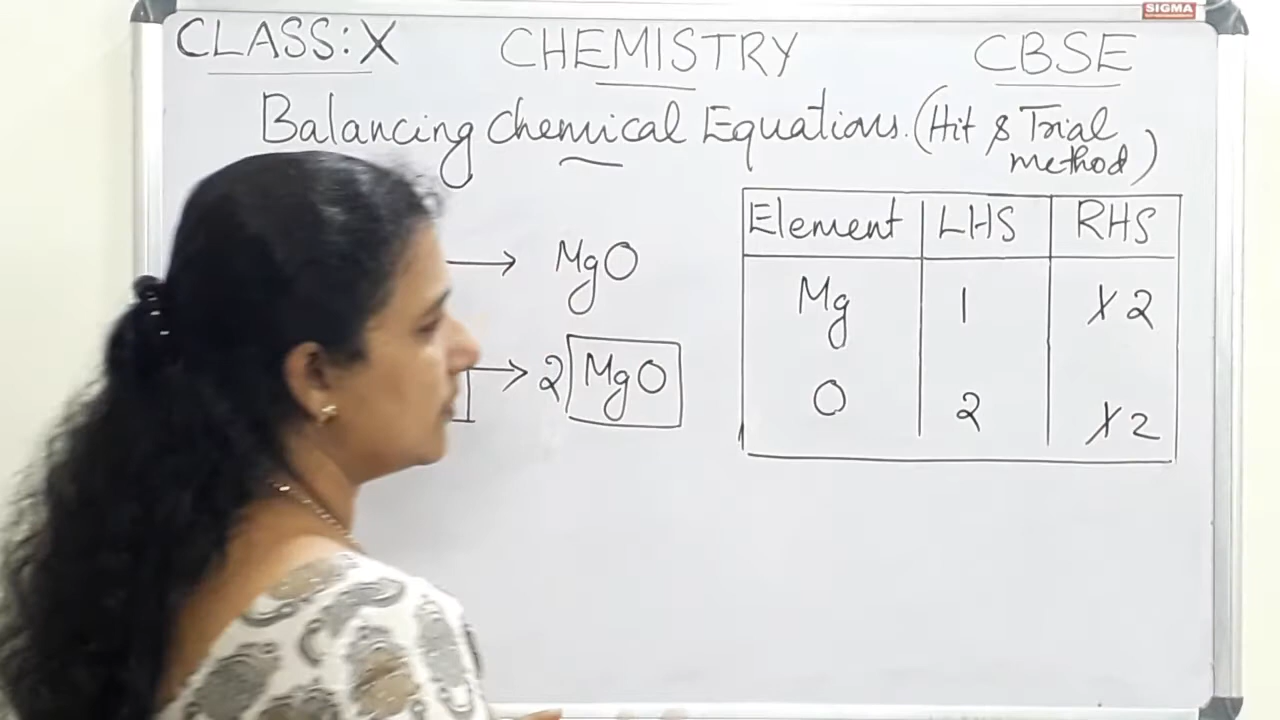 SIGMA
CLASS: X CHEMISTRY CBSE
Balancing Chemical Equations. (Hit & Trial
method)
Element LHS RHS
→ MgO
Mg 1 1 2
→ 2 MgO
O 2 1 2